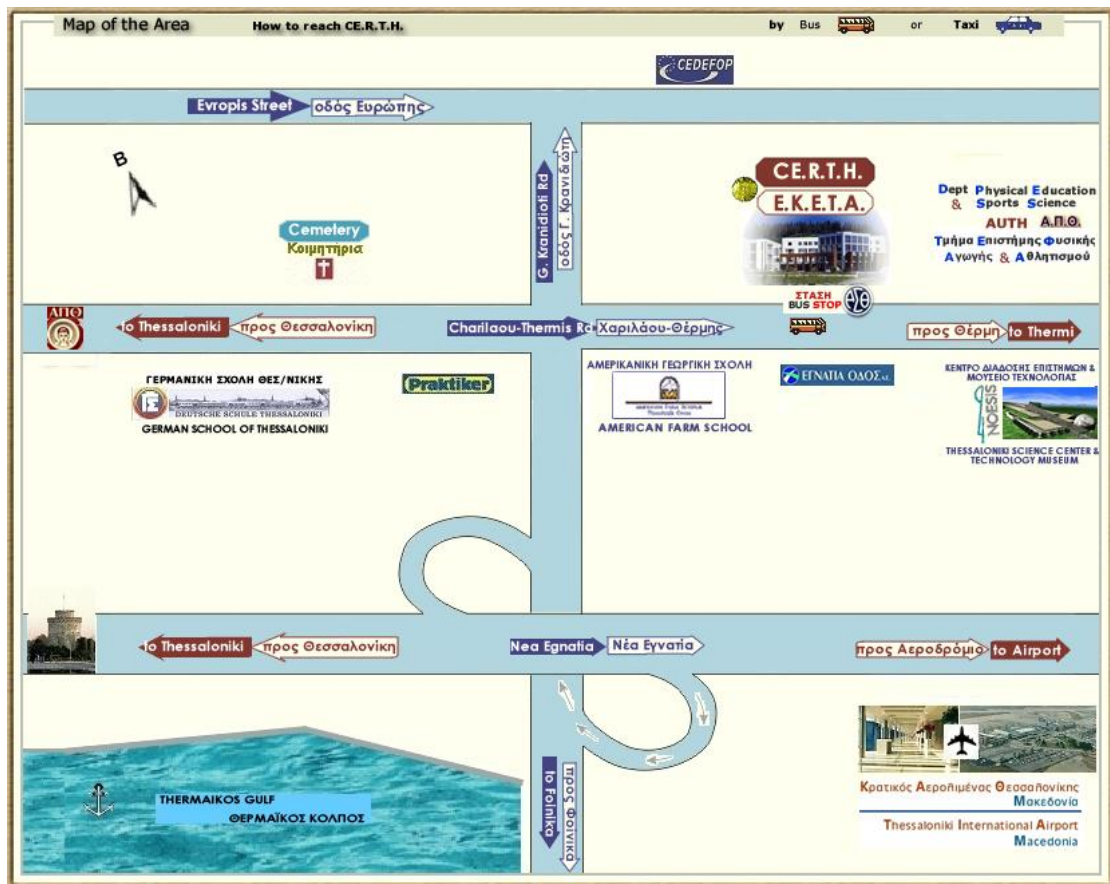 Map of the Area
How to reach CE.R.T.H.
by Bus or Taxi
CEDEFOP
Evropis Street οδός Ευρώπης
B
G. Kranidioti Rd
οδός Γ. Κρανιδιώτη
CE.R.T.H.
Ε.Κ.Ε.Τ.Α.
Dept Physical Education
& Sports Science
AUTH Α.Π.Θ.
Τμήμα Επιστήμης Φυσικής
Αγωγής & Αθλητισμού
Cemetery
Κοιμητήρια
ΣΤΑΣΗ
BUS STOP
ΑΠΘ
to Thessaloniki προς Θεσσαλονίκη
Charilaou-Thermis Rd Χαριλάου-Θέρμης
προς Θέρμη to Thermi
ΓΕΡΜΑΝΙΚΗ ΣΧΟΛΗ ΘΕΣ/ΝΙΚΗΣ
DEUTSCHE SCHULE THESSALONIKI
GERMAN SCHOOL OF THESSALONIKI
Praktiker
ΑΜΕΡΙΚΑΝΙΚΗ ΓΕΩΡΓΙΚΗ ΣΧΟΛΗ
AMERICAN FARM SCHOOL
AMERICAN FARM SCHOOL
ΕΓΝΑΤΙΑ ΟΔΟΣ
ΚΕΝΤΡΟ ΔΙΑΔΟΣΗΣ ΕΠΙΣΤΗΜΩΝ &
ΜΟΥΣΕΙΟ ΤΕΧΝΟΛΟΓΙΑΣ
NOESIS
THESSALONIKI SCIENCE CENTER &
TECHNOLOGY MUSEUM
to Thessaloniki προς Θεσσαλονίκη
Nea Egnatia Νέα Εγνατία
προς Αεροδρόμιο to Airport
to Foinika
προς Φοίνικα
THERMAIKOS GULF
ΘΕΡΜΑΪΚΟΣ ΚΟΛΠΟΣ
Κρατικός Αερολιμένας Θεσσαλονίκης
Μακεδονία
Thessaloniki International Airport
Macedonia